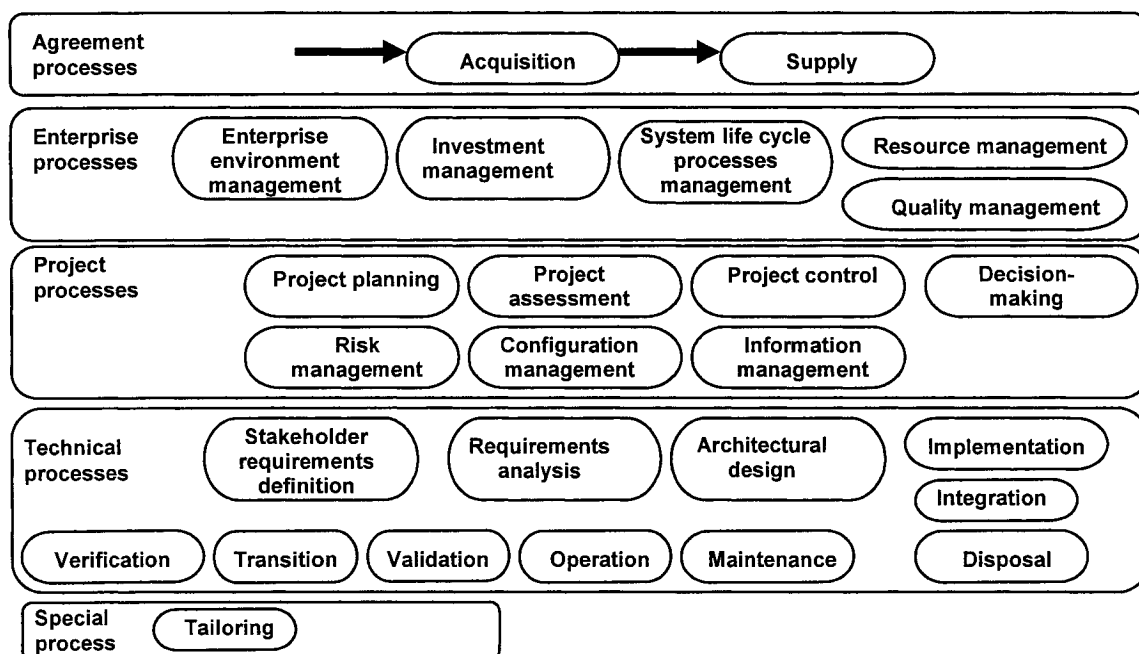 Agreement
processes
Acquisition
Supply
Enterprise
processes
Enterprise
environment
management
Investment
management
System life cycle
processes
management
Resource management
Quality management
Project
processes
Project planning
Project
assessment
Project control
Decision-
making
Risk
management
Configuration
management
Information
management
Technical
processes
Stakeholder
requirements
definition
Requirements
analysis
Architectural
design
Implementation
Integration
Verification
Transition
Validation
Operation
Maintenance
Disposal
Special
process
Tailoring